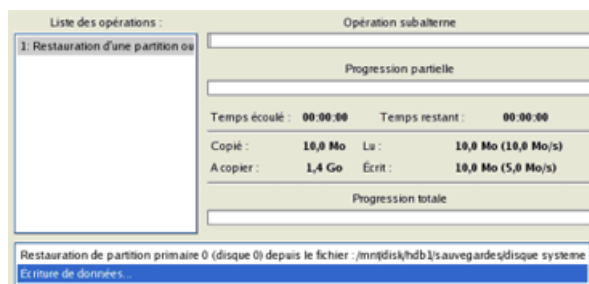 Liste des opérations :
1: Restauration d'une partition ou
Opération subalterne
Progression partielle
Temps écoulé : 00:00:00 Temps restant : 00:00:00
Copié : 10,0 Mo Lu : 10,0 Mo (10,0 Mo/s)
A copier : 1,4 Go Écrit : 10,0 Mo (5,0 Mo/s)
Progression totale
Restauration de partition primaire 0 (disque 0) depuis le fichier : /mntjdisk/hdb1/sauvegardes/disque systeme
Écriture de données...